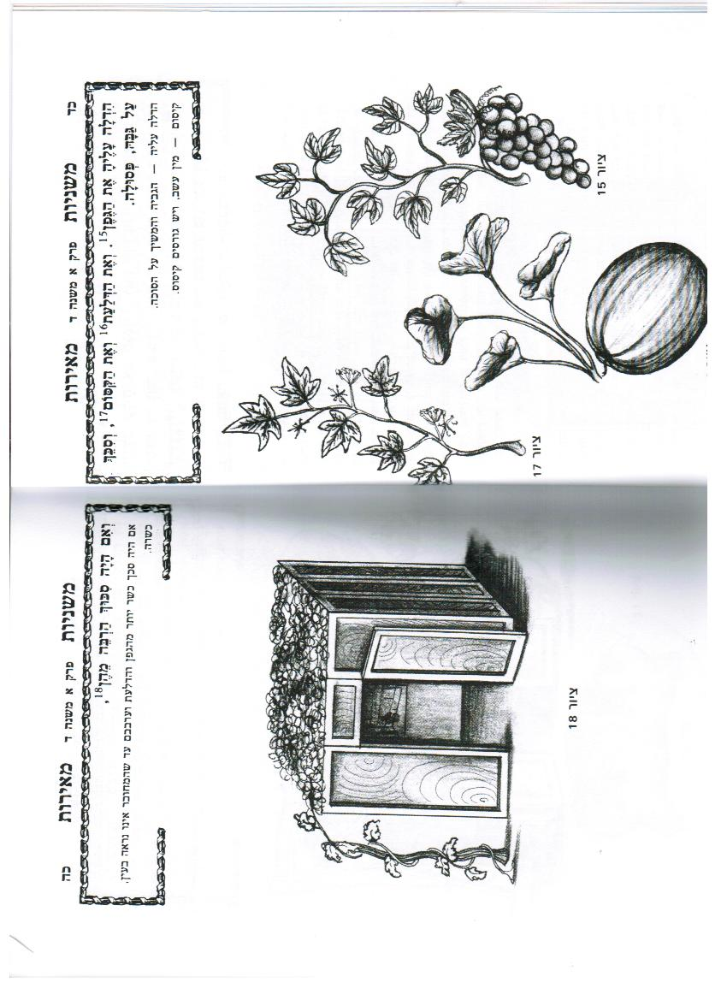 כד משניות פרק א משנה ד מאירות
הִדְלָה עָלֶיהָ אֶת הַגֶּפֶן15. וְאֶת הַדְּלַעַת16 וְאֶת הַקִּסּוֹם17, וְסִכֵּךְ
עַל גַּבָּהּ, פְּסוּלָה.
הדלה עליה – הגביה והמשיך על הסוכה.
קיסום – מין עשב, ויש גורסים קיסוס.
ציור 15
ציור 17
משניות פרק א משנה ד מאירות כה
וְאִם הָיָה סִכּוּךְ הַרְבֵּה מֵהֶן18,
אם היה סכך כשר יותר מהגפן והדלעת וערבבם עד שהמחובר אינו נראה בעין,
כשרה.
ציור 18